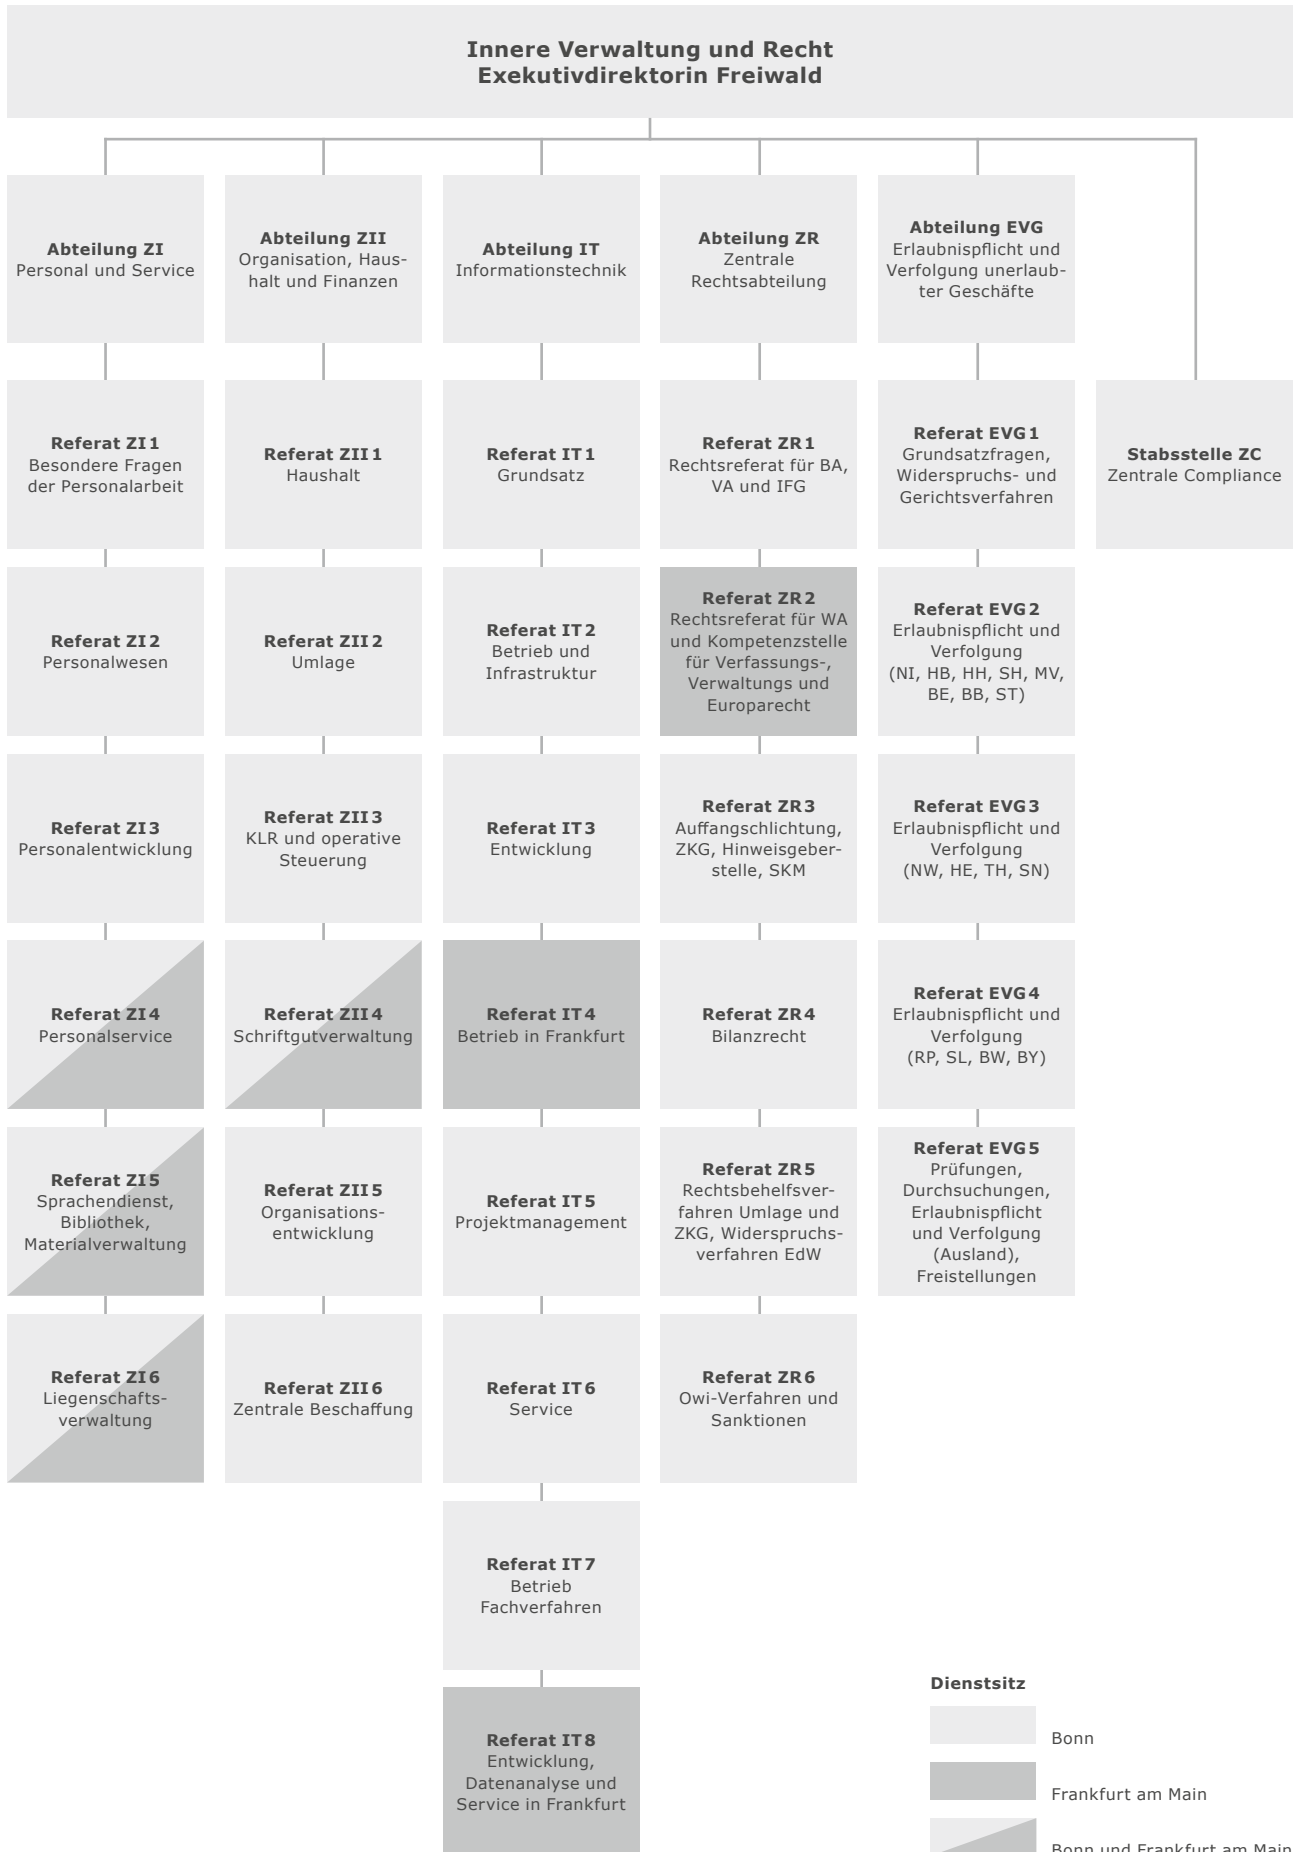 Innere Verwaltung und Recht
Exekutivdirektorin Freiwald
Abteilung ZI
Personal und Service
Abteilung ZII
Organisation, Haus-
halt und Finanzen
Abteilung IT
Informationstechnik
Abteilung ZR
Zentrale
Rechtsabteilung
Abteilung EVG
Erlaubnispflicht und
Verfolgung unerlaub-
ter Geschäfte
Referat ZI 1
Besondere Fragen
der Personalarbeit
Referat ZII 1
Haushalt
Referat IT 1
Grundsatz
Referat ZR 1
Rechtsreferat für BA,
VA und IFG
Referat EVG 1
Grundsatzfragen,
Widerspruchs- und
Gerichtsverfahren
Stabsstelle ZC
Zentrale Compliance
Referat ZI 2
Personalwesen
Referat ZII 2
Umlage
Referat IT 2
Betrieb und
Infrastruktur
Referat ZR 2
Rechtsreferat für WA
und Kompetenzstelle
für Verfassungs-,
Verwaltungs und
Europarecht
Referat EVG 2
Erlaubnispflicht und
Verfolgung
(NI, HB, HH, SH, MV,
BE, BB, ST)
Referat ZI 3
Personalentwicklung
Referat ZII 3
KLR und operative
Steuerung
Referat IT 3
Entwicklung
Referat ZR 3
Auffangschlichtung,
ZKG, Hinweisgeber-
stelle, SKM
Referat EVG 3
Erlaubnispflicht und
Verfolgung
(NW, HE, TH, SN)
Referat ZI 4
Personalservice
Referat ZII 4
Schriftgutverwaltung
Referat IT 4
Betrieb in Frankfurt
Referat ZR 4
Bilanzrecht
Referat EVG 4
Erlaubnispflicht und
Verfolgung
(RP, SL, BW, BY)
Referat ZI 5
Sprachendienst,
Bibliothek,
Materialverwaltung
Referat ZII 5
Organisations-
entwicklung
Referat IT 5
Projektmanagement
Referat ZR 5
Rechtsbehelfsver-
fahren Umlage und
ZKG, Widerspruchs-
verfahren EdW
Referat EVG 5
Prüfungen,
Durchsuchungen,
Erlaubnispflicht
und Verfolgung
(Ausland),
Freistellungen
Referat ZI 6
Liegenschafts-
verwaltung
Referat ZII 6
Zentrale Beschaffung
Referat IT 6
Service
Referat ZR 6
Owi-Verfahren und
Sanktionen
Referat IT 7
Betrieb
Fachverfahren
Referat IT 8
Entwicklung,
Datenanalyse und
Service in Frankfurt
Dienstsitz
Bonn
Frankfurt am Main
Bonn und Frankfurt am Main